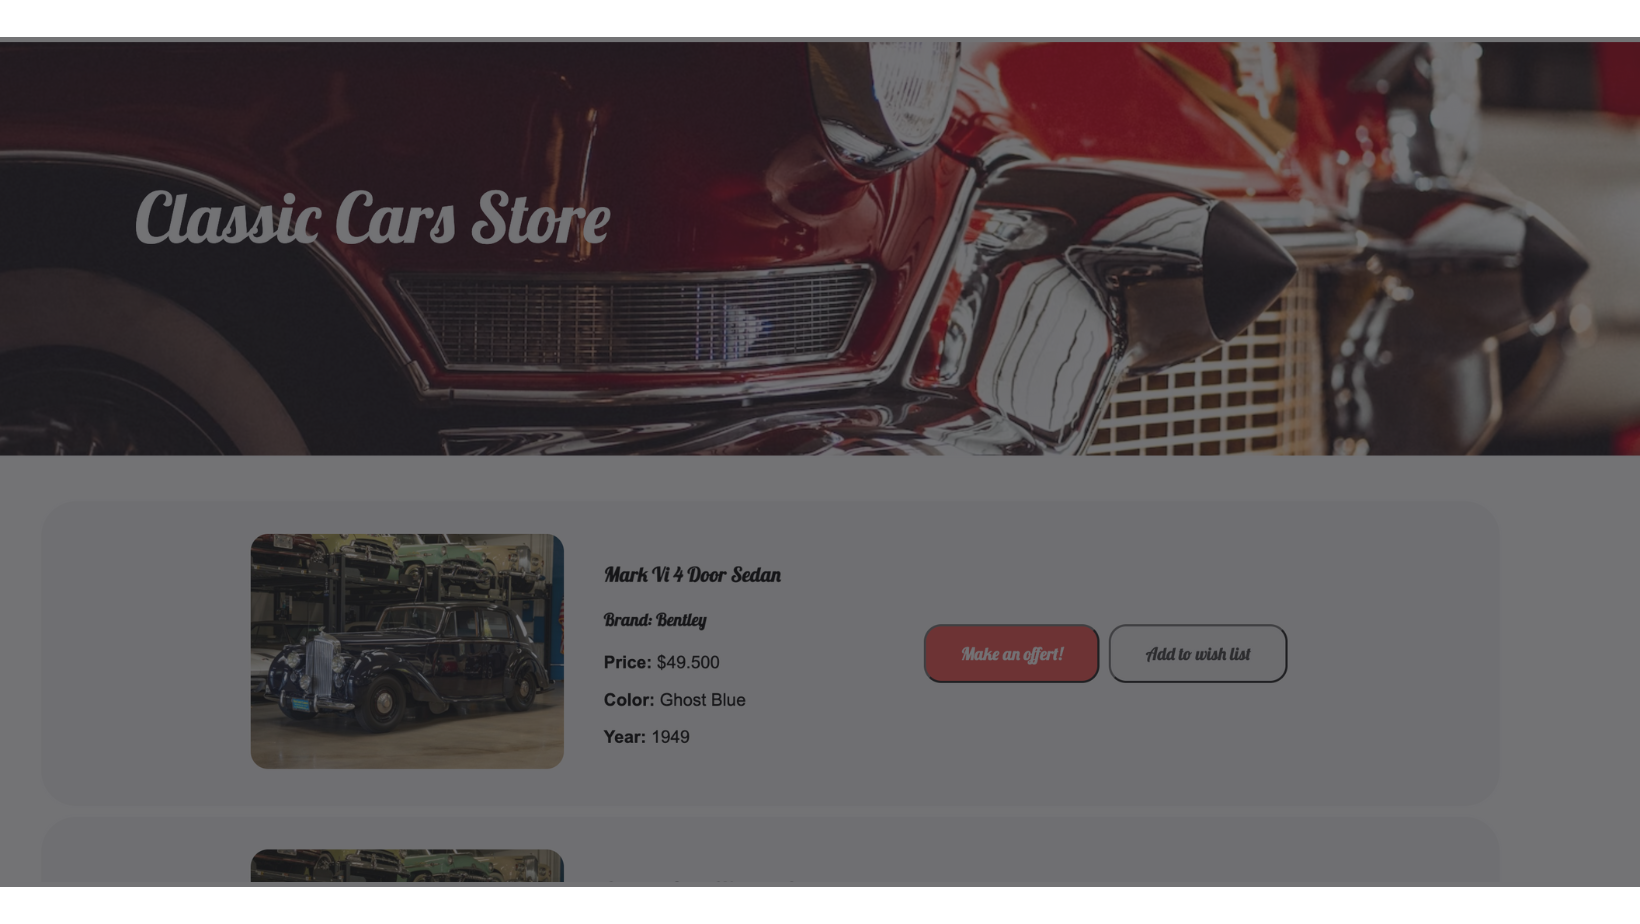 Classic Cars Store
Mark Vi 4 Door Sedan
Brand: Bentley
Price: $49.500
Color: Ghost Blue
Year: 1949
Make an offert!
Add to wish list